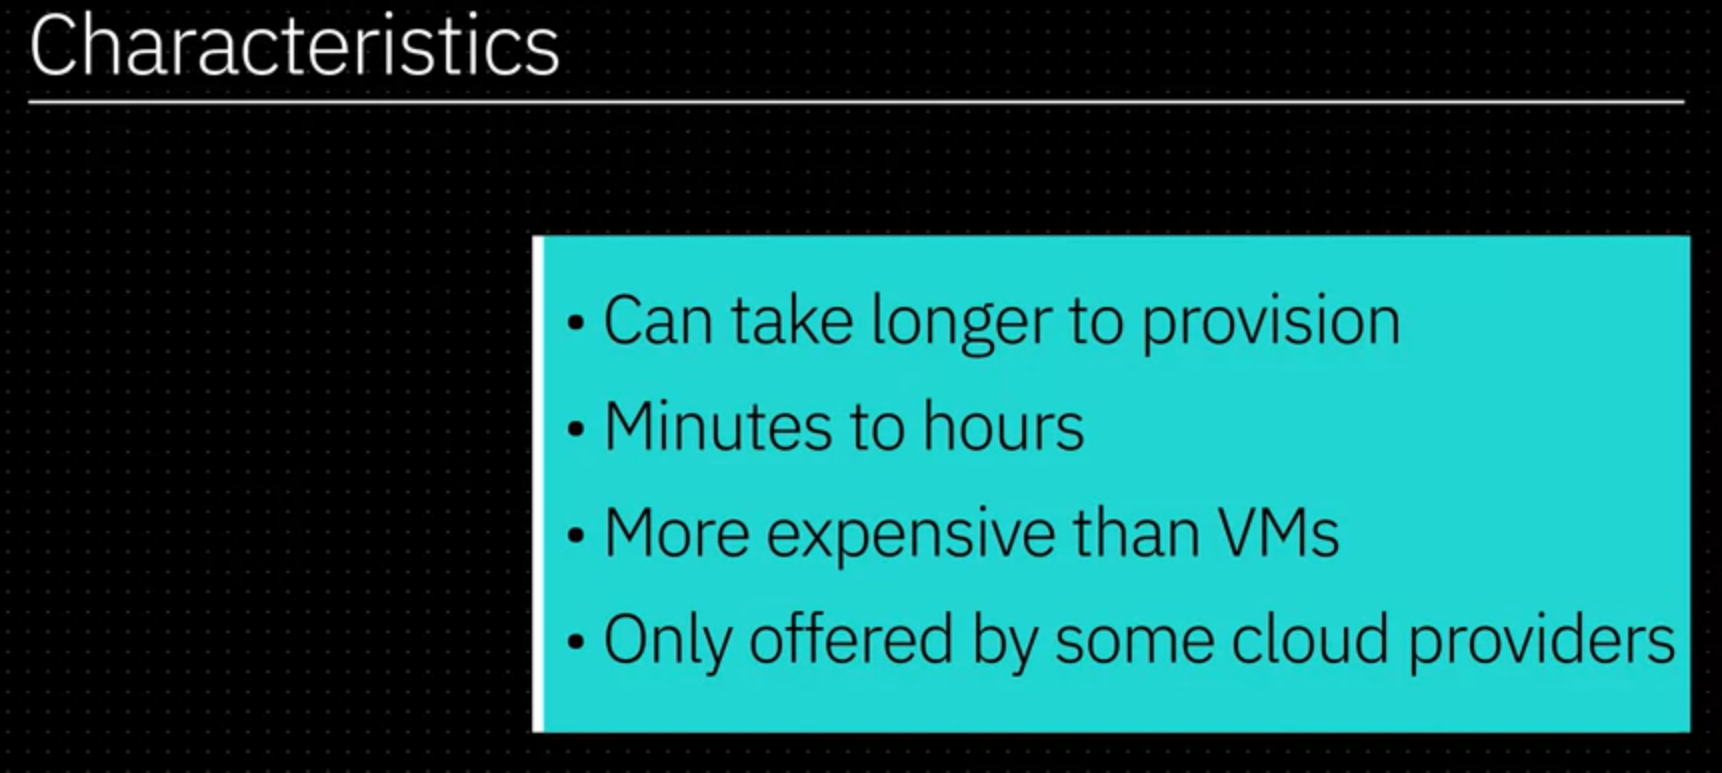 Characteristics
• Can take longer to provision
• Minutes to hours
• More expensive than VMs
• Only offered by some cloud providers